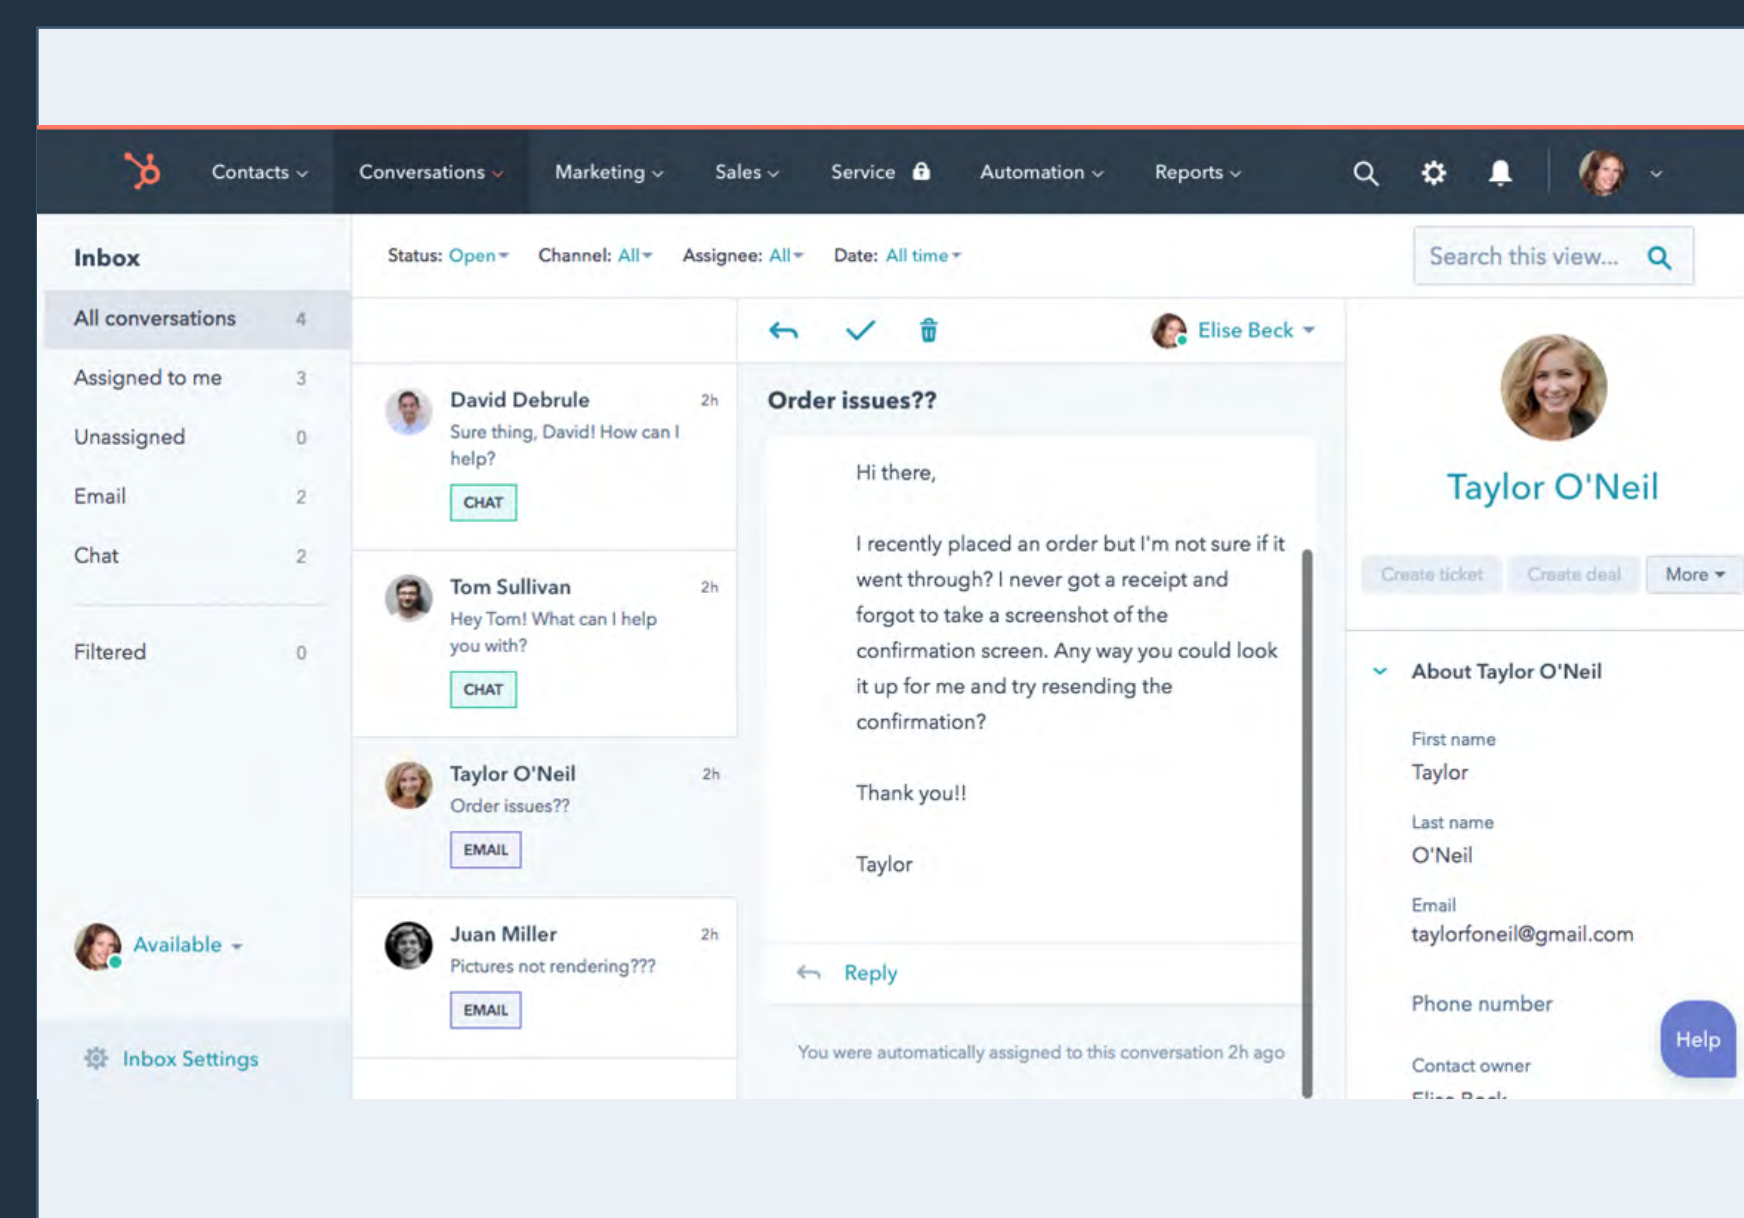 Contacts Conversations Marketing Sales Service Automation Reports
Inbox
All conversations 4
Assigned to me 3
Unassigned 0
Email 2
Chat 2
Filtered 0
Available
Inbox Settings
Status: Open Channel: All Assignee: All Date: All time
Search this view...
David Debrule 2h
Sure thing, David! How can I
help?
CHAT
Tom Sullivan 2h
Hey Tom! What can I help
you with?
CHAT
Taylor O'Neil 2h
Order issues??
EMAIL
Juan Miller 2h
Pictures not rendering???
EMAIL
Elise Beck
Order issues??
Hi there,
I recently placed an order but I'm not sure if it
went through? I never got a receipt and
forgot to take a screenshot of the
confirmation screen. Any way you could look
it up for me and try resending the
confirmation?
Thank you!!
Taylor
Reply
You were automatically assigned to this conversation 2h ago
Taylor O'Neil
Create ticket Create deal More
About Taylor O'Neil
First name
Taylor
Last name
O'Neil
Email
taylorfoneil@gmail.com
Phone number
Contact owner
Elise Beck
Help